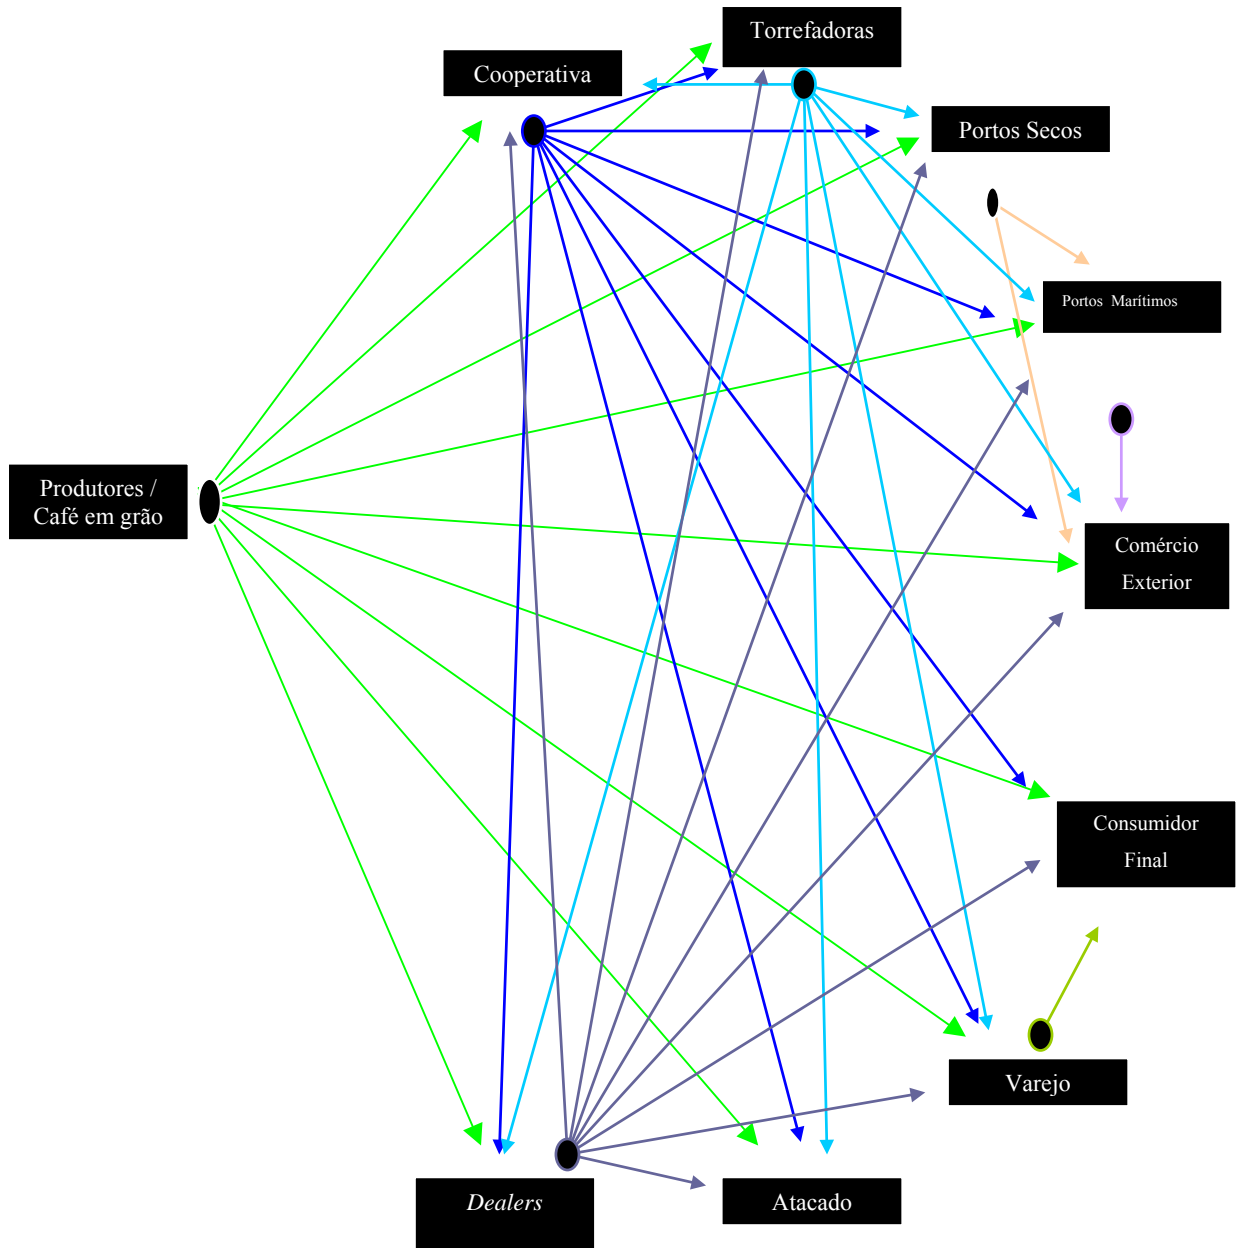 Torrefadoras
Cooperativa
Portos Secos
Portos Marítimos
Produtores /
Café em grão
Comércio
Exterior
Consumidor
Final
Varejo
Dealers
Atacado